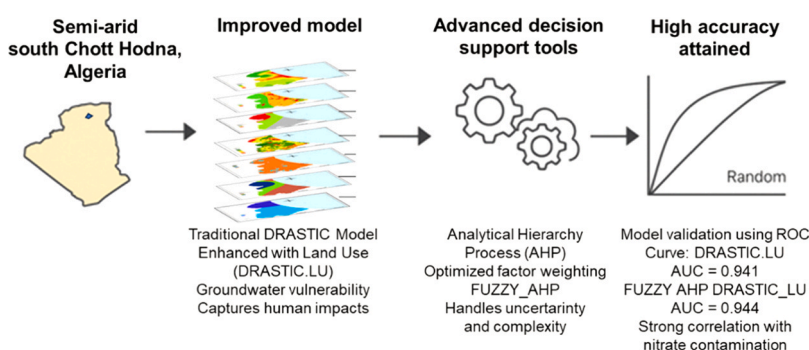 Semi-arid
south Chott Hodna,
Algeria
Improved model
Traditional DRASTIC Model
Enhanced with Land Use
(DRASTIC.LU)
Groundwater vulnerability
Captures human impacts
Advanced decision
support tools
Analytical Hierarchy
Process (AHP)
Optimized factor weighting
FUZZY_AHP
Handles uncertarinty
and complexity
High accuracy
attained
Random
Model validation using ROC
Curve: DRASTIC.LU
AUC = 0.941
FUZZY AHP DRASTIC_LU
AUC = 0.944
Strong correlation with
nitrate contamination